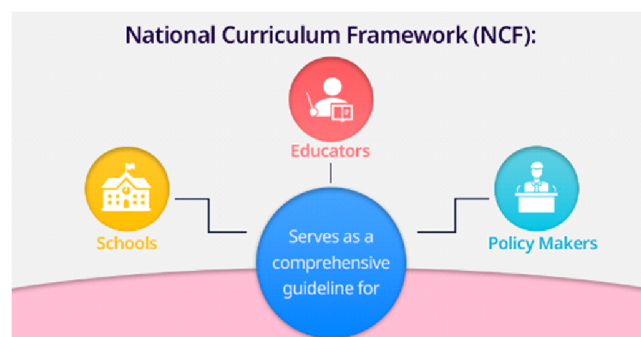 National Curriculum Framework (NCF):
Educators
Schools
Policy Makers
Serves as a
comprehensive
guideline for